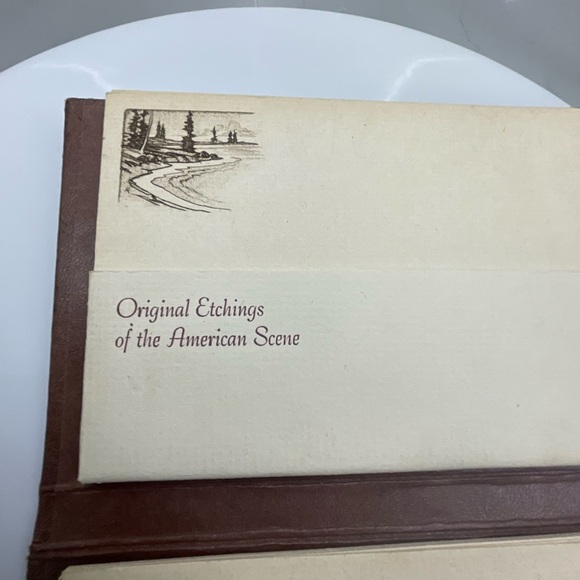 Original Etchings
of the American Scene